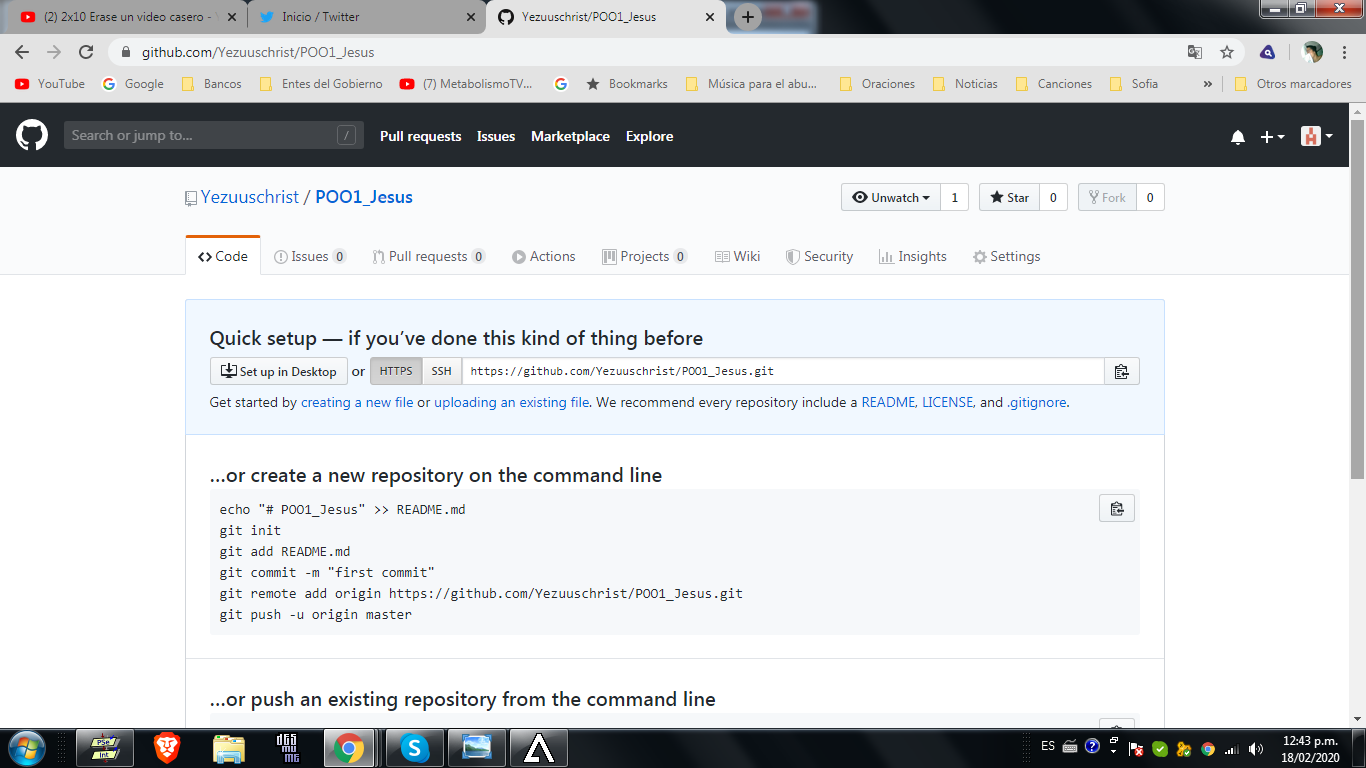 (2) 2x10 Erase un video casero -
Inicio / Twitter
Yezuuschrist/POO1_Jesus
github.com/Yezuuschrist/POO1_Jesus
YouTube
Google
Bancos
Entes del Gobierno
(7) MetabolismoTV...
Bookmarks
Música para el abu...
Oraciones
Noticias
Canciones
Sofia
»
Otros marcadores
Search or jump to...
/
Pull requests
Issues
Marketplace
Explore
Yezuuschrist / POO1_Jesus
Unwatch
1
Star
0
Fork
0
Code
Issues 0
Pull requests 0
Actions
Projects 0
Wiki
Security
Insights
Settings
Quick setup — if you’ve done this kind of thing before
Set up in Desktop
or
HTTPS
SSH
https://github.com/Yezuuschrist/POO1_Jesus.git
Get started by creating a new file or uploading an existing file. We recommend every repository include a README, LICENSE, and .gitignore.
…or create a new repository on the command line
echo "# POO1_Jesus" >> README.md
git init
git add README.md
git commit -m "first commit"
git remote add origin https://github.com/Yezuuschrist/POO1_Jesus.git
git push -u origin master
…or push an existing repository from the command line
PSe
Int
ES
12:43 p.m.
18/02/2020